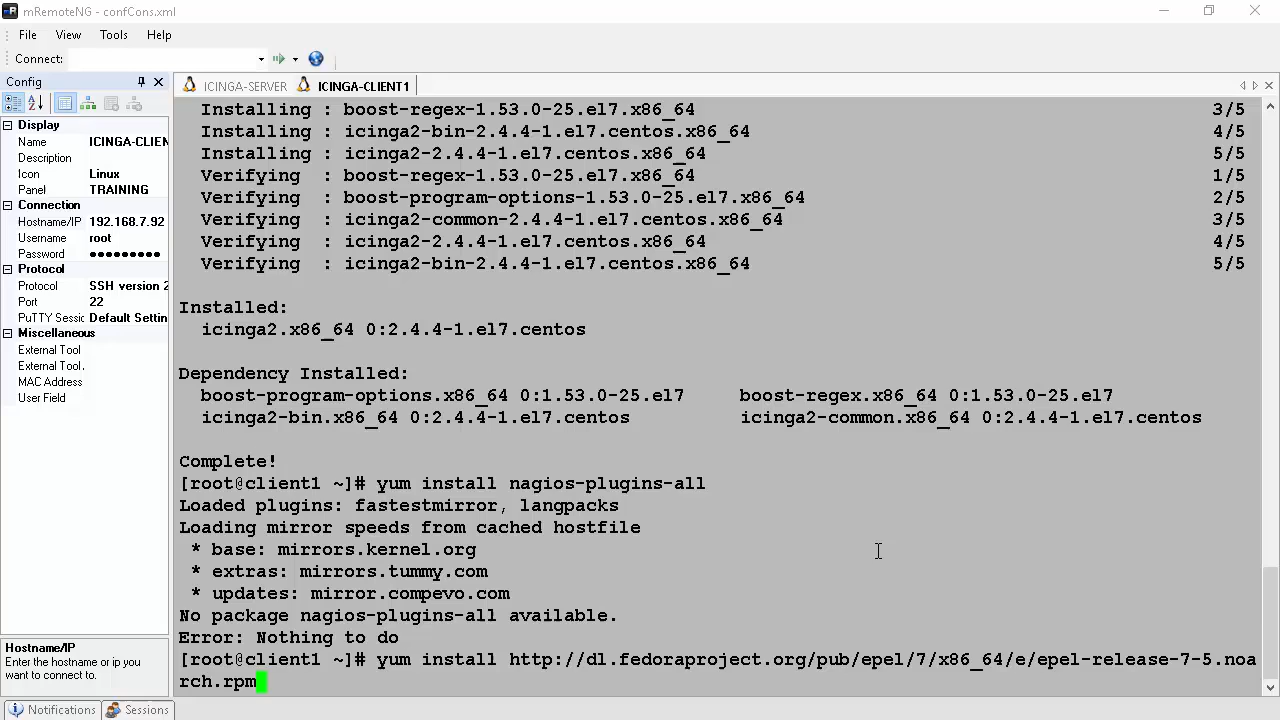 mRemoteNG - confCons.xml
File View Tools Help
Connect:
Config
ICINGA-SERVER ICINGA-CLIENT1
Display
Name ICINGA-CLIEN
Description
Icon Linux
Panel TRAINING
Connection
Hostname/IP 192.168.7.92
Username root
Password ●●●●●●●●●
Protocol
Protocol SSH version 2
Port 22
PuTTY Sessic Default Settin
Miscellaneous
External Tool
External Tool.
MAC Address
User Field
Hostname/IP
Enter the hostname or ip you
want to connect to.
Installing : boost-regex-1.53.0-25.el7.x86_64 3/5
Installing : icinga2-bin-2.4.4-1.el7.centos.x86_64 4/5
Installing : icinga2-2.4.4-1.el7.centos.x86_64 5/5
Verifying : boost-regex-1.53.0-25.el7.x86_64 1/5
Verifying : boost-program-options-1.53.0-25.el7.x86_64 2/5
Verifying : icinga2-common-2.4.4-1.el7.centos.x86_64 3/5
Verifying : icinga2-2.4.4-1.el7.centos.x86_64 4/5
Verifying : icinga2-bin-2.4.4-1.el7.centos.x86_64 5/5
Installed:
icinga2.x86_64 0:2.4.4-1.el7.centos
Dependency Installed:
boost-program-options.x86_64 0:1.53.0-25.el7 boost-regex.x86_64 0:1.53.0-25.el7
icinga2-bin.x86_64 0:2.4.4-1.el7.centos icinga2-common.x86_64 0:2.4.4-1.el7.centos
Complete!
[root@client1 ~]# yum install nagios-plugins-all
Loaded plugins: fastestmirror, langpacks
Loading mirror speeds from cached hostfile
* base: mirrors.kernel.org
* extras: mirrors.tummy.com
* updates: mirror.compevo.com
No package nagios-plugins-all available.
Error: Nothing to do
[root@client1 ~]# yum install http://dl.fedoraproject.org/pub/epel/7/x86_64/e/epel-release-7-5.noa
rch.rpm
Notifications Sessions